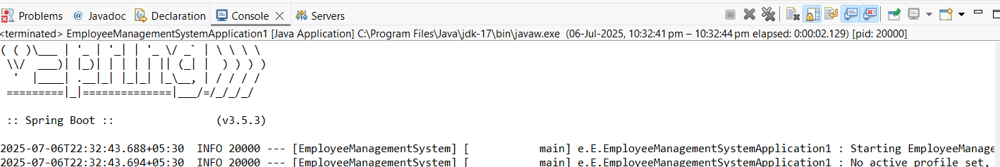 Problems @ Javadoc Declaration Console Servers
<terminated> EmployeeManagementSystemApplication1 [Java Application] C:\Program Files\Java\jdk-17\bin\javaw.exe (06-Jul-2025, 10:32:41 pm – 10:32:44 pm elapsed: 0:00:02.129) [pid: 20000]
( ( )\___ | '_ | '_| | '_ \/ _` | \ \ \ \
 \\/  ___)| |_)| | | | | || (_| |  ) ) ) )
  '  |____| .__|_| |_|_| |_\__, | / / / /
 =========|_|==============|___/=/_/_/_/
 :: Spring Boot ::                (v3.5.3)
2025-07-06T22:32:43.688+05:30  INFO 20000 --- [EmployeeManagementSystem] [           main] e.E.EmployeeManagementSystemApplication1 : Starting EmployeeManage
2025-07-06T22:32:43.694+05:30  INFO 20000 --- [EmployeeManagementSystem] [           main] e.E.EmployeeManagementSystemApplication1 : No active profile set,